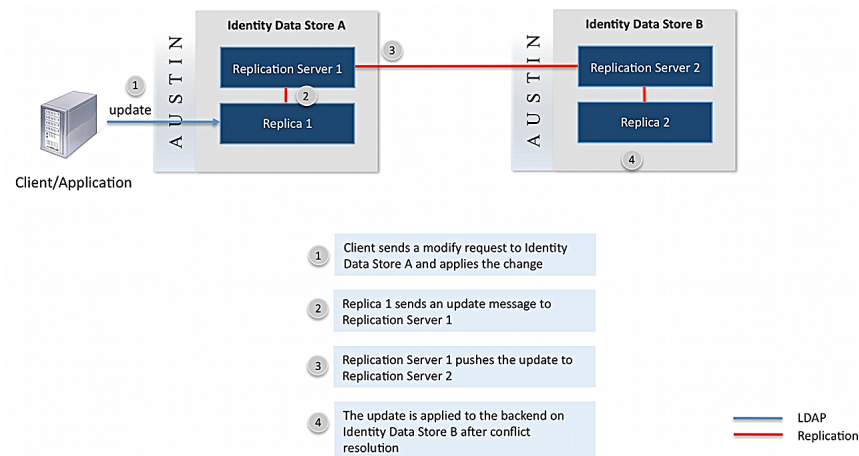 Identity Data Store A
Identity Data Store B
AUSTIN
AUSTIN
Replication Server 1
3
Replication Server 2
1
2
update
Replica 1
Replica 2
4
Client/Application
1
Client sends a modify request to Identity
Data Store A and applies the change
2
Replica 1 sends an update message to
Replication Server 1
3
Replication Server 1 pushes the update to
Replication Server 2
4
The update is applied to the backend on
Identity Data Store B after conflict
resolution
LDAP
Replication